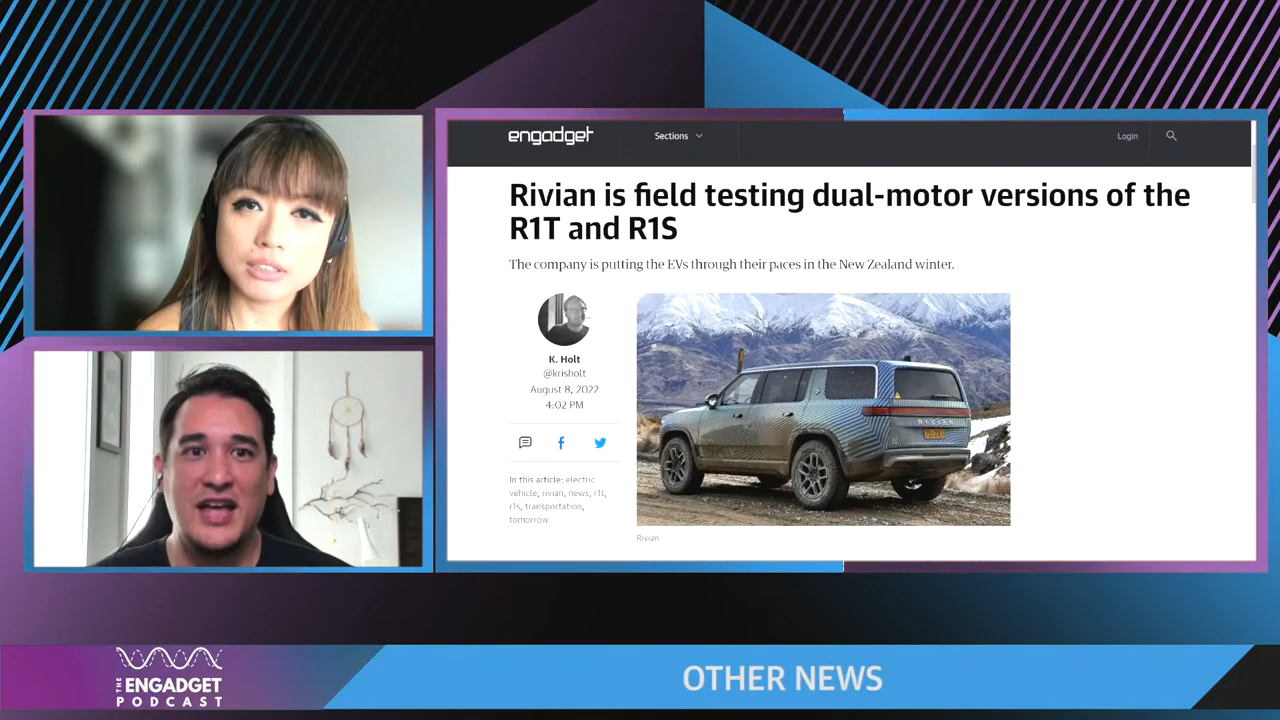 engadget
Sections
Login
Rivian is field testing dual-motor versions of the
R1T and R1S
The company is putting the EVs through their paces in the New Zealand winter.
K. Holt
@krisholt
August 8, 2022
4:02 PM
In this article: electric
vehicle, rivian, news, r1t,
r1s, transportation,
tomorrow
RIVIAN
Rivian
THE
ENGADGET
PODCAST
OTHER NEWS